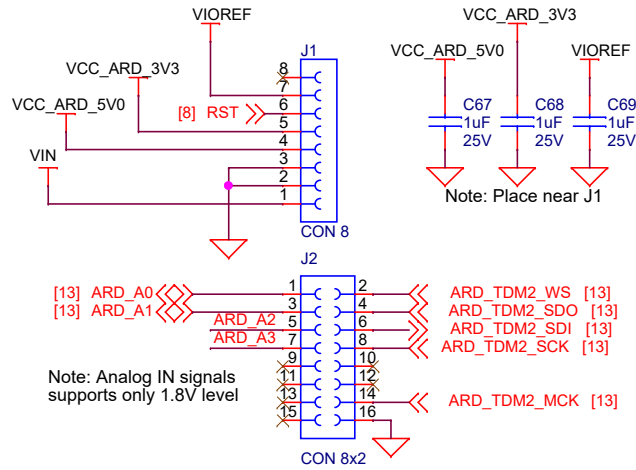 VIOREF
J1
VCC_ARD_3V3
8
7
[8] RST
6
5
VCC_ARD_5V0
4
VIN
3
2
1
CON 8
VCC_ARD_3V3
VCC_ARD_5V0
VIOREF
C67
1uF
25V
C68
1uF
25V
C69
1uF
25V
Note: Place near J1
J2
[13] ARD_A0
1
2
ARD_TDM2_WS [13]
[13] ARD_A1
3
4
ARD_TDM2_SDO [13]
ARD_A2
5
6
ARD_TDM2_SDI [13]
ARD_A3
7
8
ARD_TDM2_SCK [13]
9
10
11
12
13
14
ARD_TDM2_MCK [13]
15
16
Note: Analog IN signals
supports only 1.8V level
CON 8x2